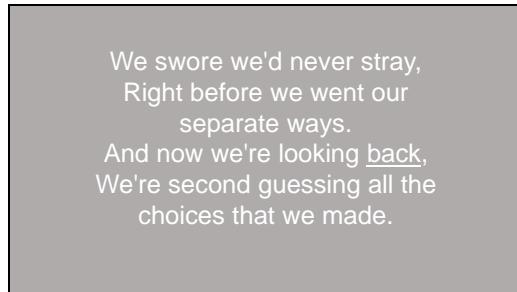 We swore we'd never stray,
Right before we went our
separate ways.
And now we're looking back,
We're second guessing all the
choices that we made.